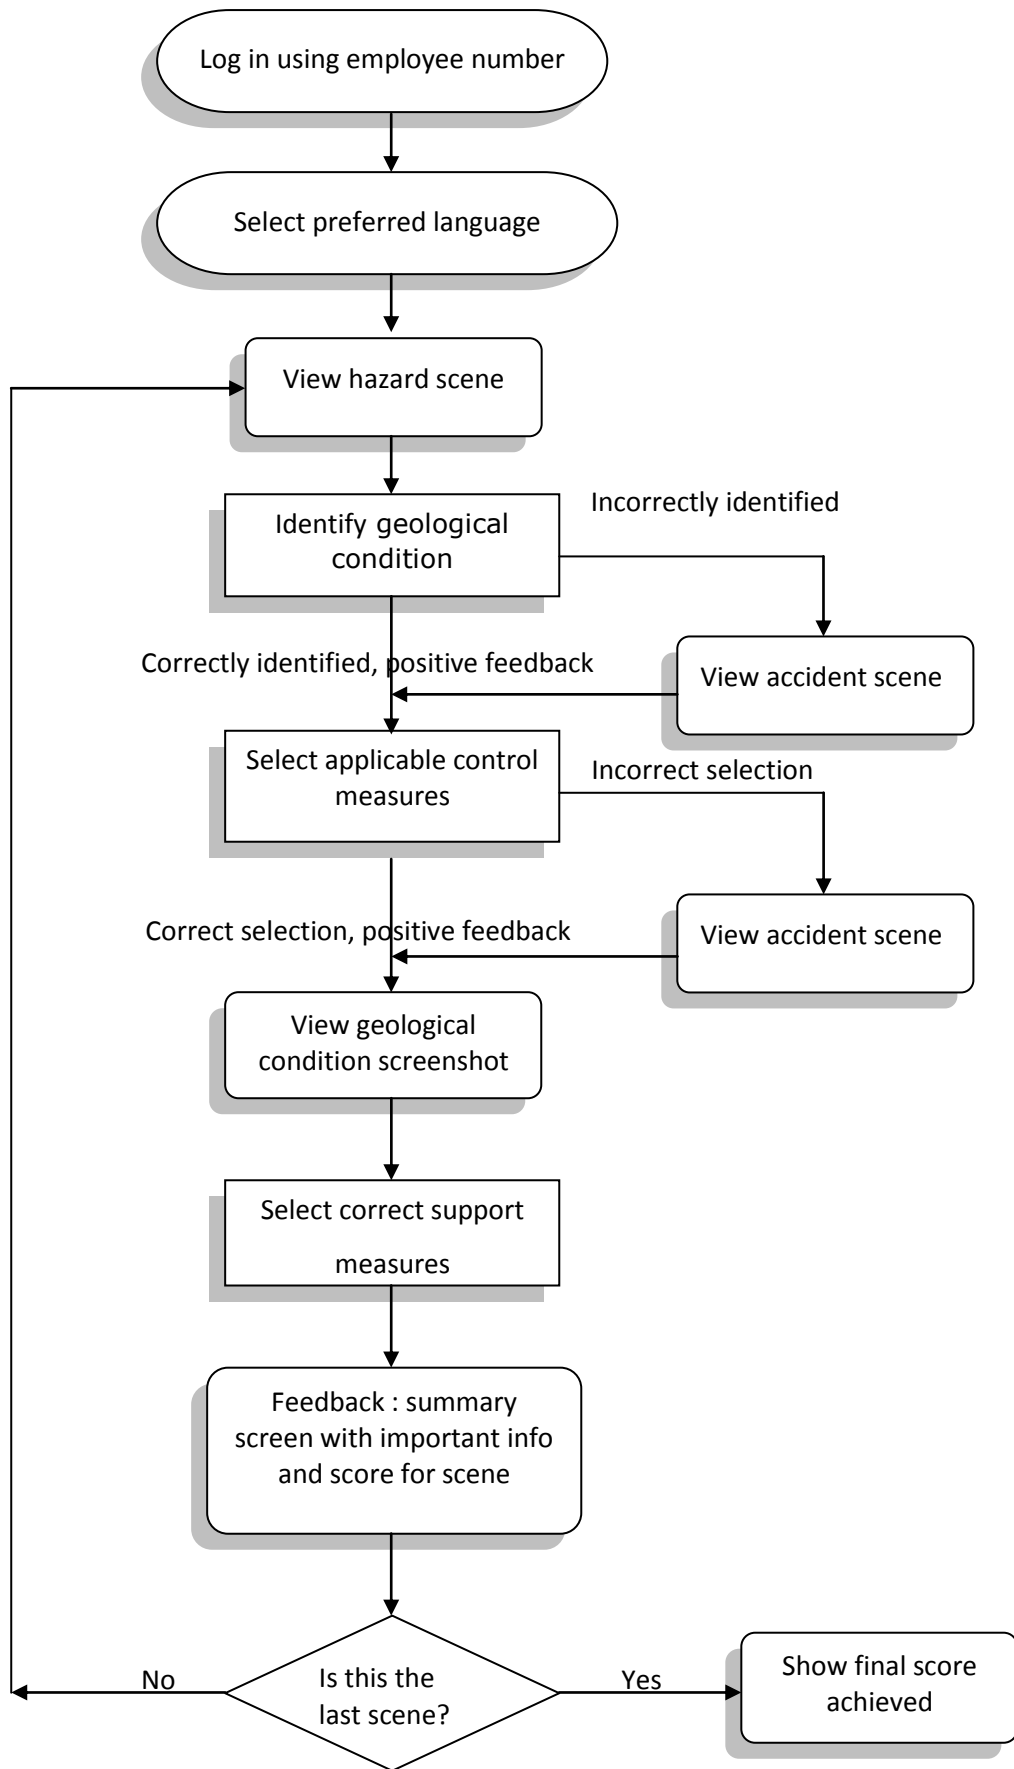 Log in using employee number
Select preferred language
View hazard scene
Incorrectly identified
Identify geological
condition
Correctly identified, positive feedback
View accident scene
Select applicable control
measures
Incorrect selection
Correct selection, positive feedback
View accident scene
View geological
condition screenshot
Select correct support
measures
Feedback : summary
screen with important info
and score for scene
No
Is this the
last scene?
Yes
Show final score
achieved